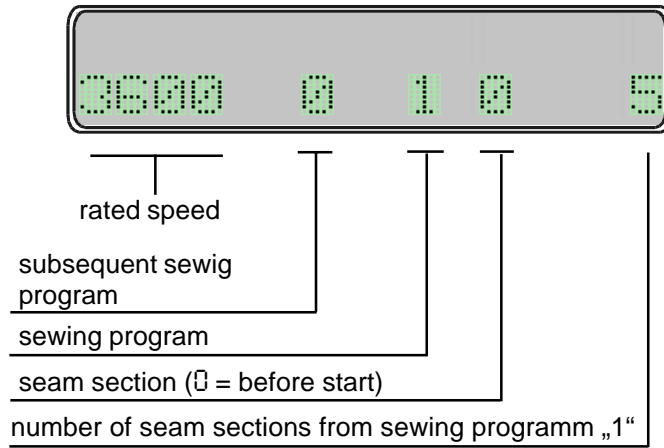 3600 0 1 0 5
rated speed
subsequent sewig
program
sewing program
seam section (0 = before start)
number of seam sections from sewing programm „1“